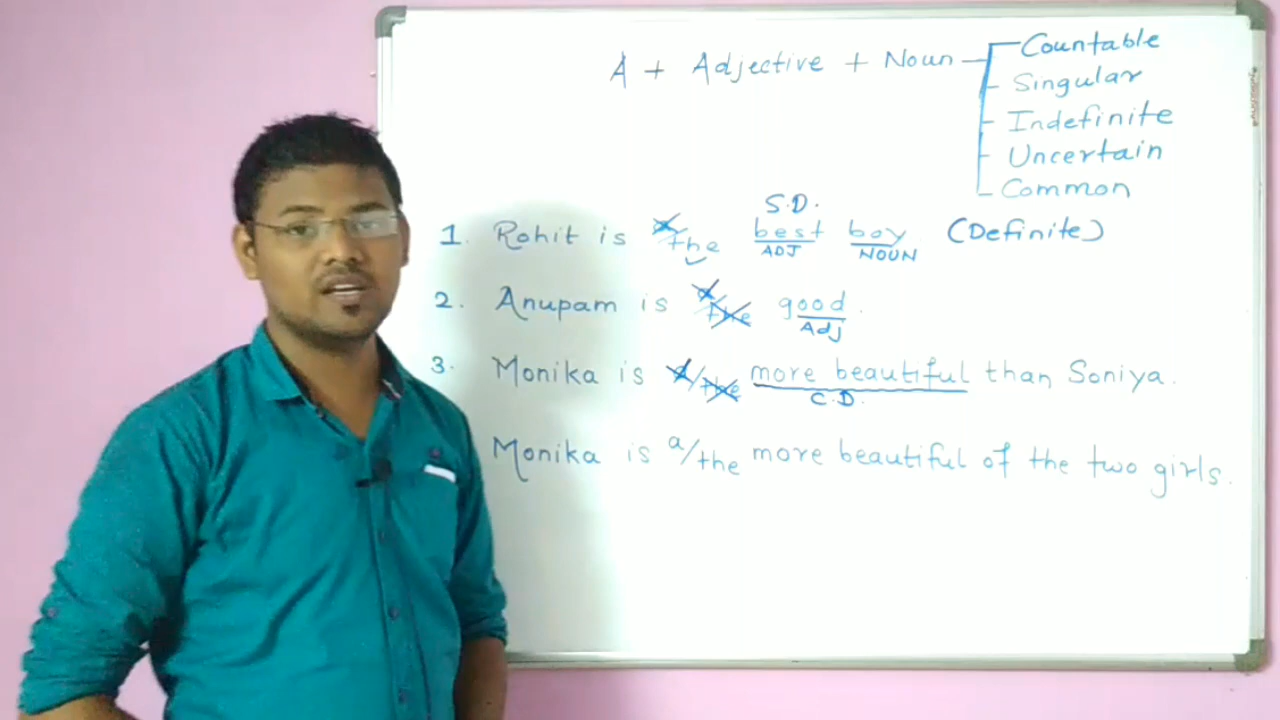 A + Adjective + Noun
Countable
Singular
Indefinite
Uncertain
Common
S.D.
1. Rohit is a/the best boy (Definite)
ADJ NOUN
2. Anupam is a/the good.
Adj
3. Monika is a/the more beautiful than Soniya.
C.D.
Monika is a/the more beautiful of the two girls.